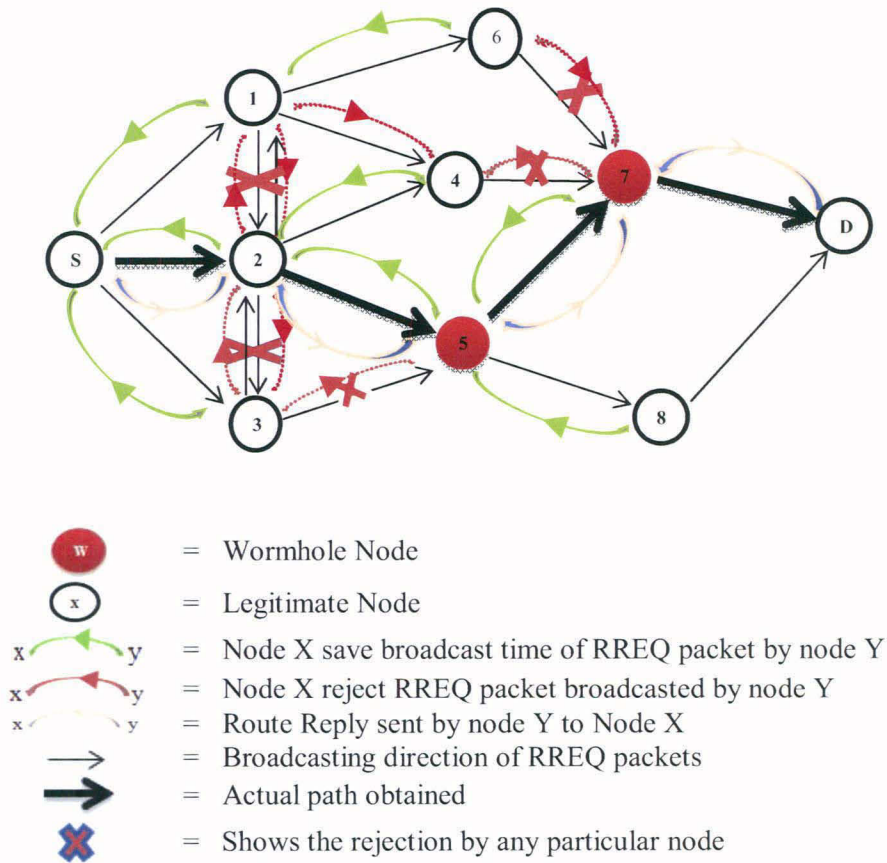 6
1
4
7
S
2
D
5
3
8
W = Wormhole Node
x = Legitimate Node
x y = Node X save broadcast time of RREQ packet by node Y
x y = Node X reject RREQ packet broadcasted by node Y
x y = Route Reply sent by node Y to Node X
= Broadcasting direction of RREQ packets
= Actual path obtained
= Shows the rejection by any particular node